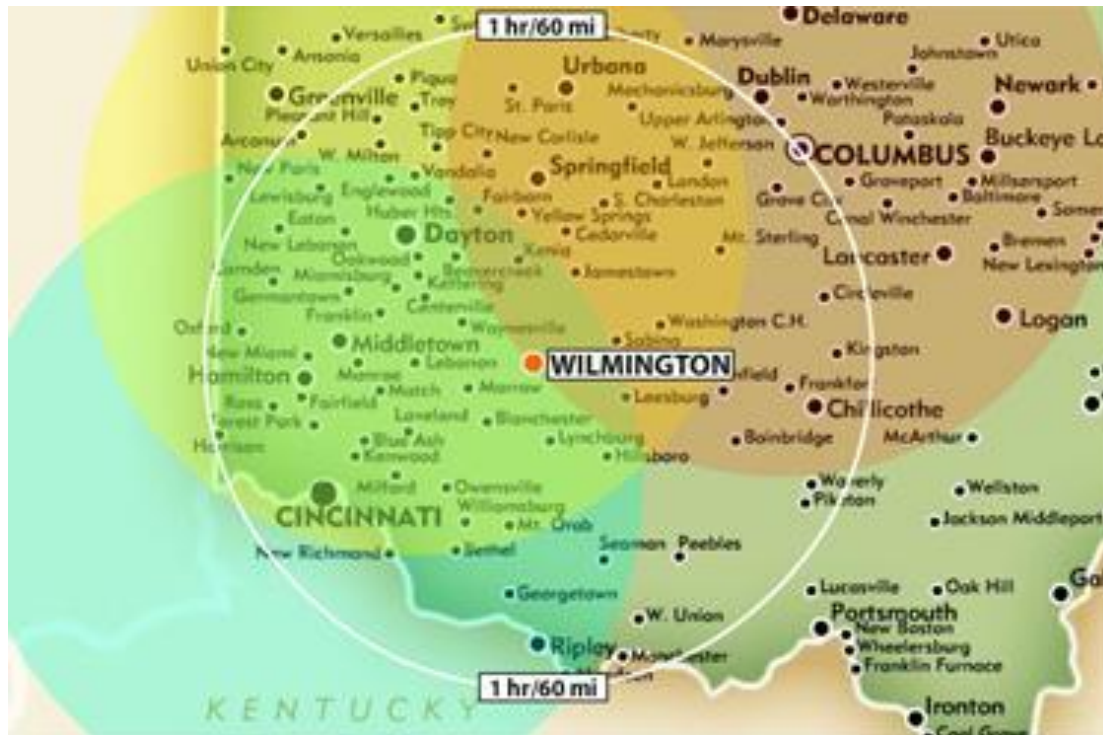 Delaware
1 hr/60 mi
Versailles
Marysville
Utica
Johnstown
Ansonia
Union City
Urbana
Dublin
Westerville
Newark
Piqua
Greenville
St. Paris
Mechanicsburg
Worthington
Troy
Pleasant Hill
Upper Arlington
Pataskala
Tipp City
New Carlisle
Arcanum
W. Jefferson
COLUMBUS
W. Milton
New Paris
Vandalia
Springfield
London
Groveport
Millersport
Lewisburg
Englewood
Fairborn
S. Charleston
Grove City
Baltimore
Huber Hts.
Yellow Springs
Canal Winchester
Eaton
Dayton
Cedarville
Mt. Sterling
Bremen
New Lebanon
Xenia
Lancaster
New Lexington
Oakwood
Beavercreek
Jamestown
Camden
Miamisburg
Kettering
Germantown
Centerville
Circleville
Franklin
Waynesville
Washington C.H.
Logan
Oxford
Middletown
Sabina
Kingston
New Miami
Lebanon
WILMINGTON
Hamilton
Monroe
Morrow
Frankfor
Ross
Fairfield
Match
Leesburg
Chillicothe
Forest Park
Loveland
Blanchester
Harrison
Blue Ash
Lynchburg
Bainbridge
McArthur
Kenwood
Hillsboro
Milford
Owensville
Waverly
Wellston
CINCINNATI
Williamsburg
Piketon
Mt. Orab
Jackson Middleport
New Richmond
Bethel
Seaman
Peebles
Georgetown
Lucasville
Oak Hill
W. Union
Portsmouth
New Boston
Ripley
Manchester
Wheelersburg
Franklin Furnace
1 hr/60 mi
KENTUCKY
Ironton
Coal Grove